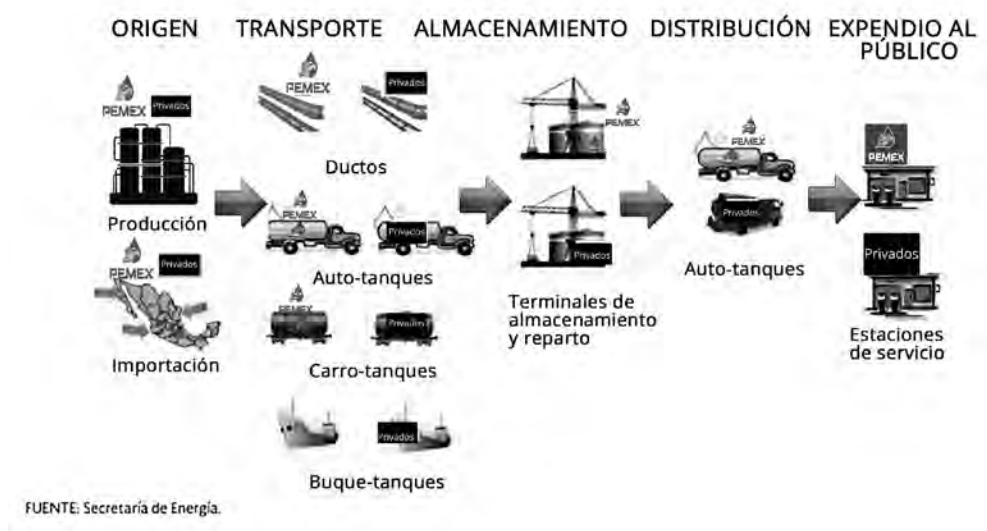 ORIGEN
TRANSPORTE
ALMACENAMIENTO
DISTRIBUCIÓN
EXPENDIO AL
PÚBLICO
PEMEX
Privados
Producción
PEMEX
Privados
Importación
PEMEX
Privados
Ductos
PEMEX
Privados
Auto-tanques
PEMEX
Privados
Carro-tanques
Privados
Buque-tanques
PEMEX
Privados
Terminales de
almacenamiento
y reparto
PEMEX
Privados
Auto-tanques
PEMEX
Privados
Estaciones
de servicio
FUENTE: Secretaría de Energía.